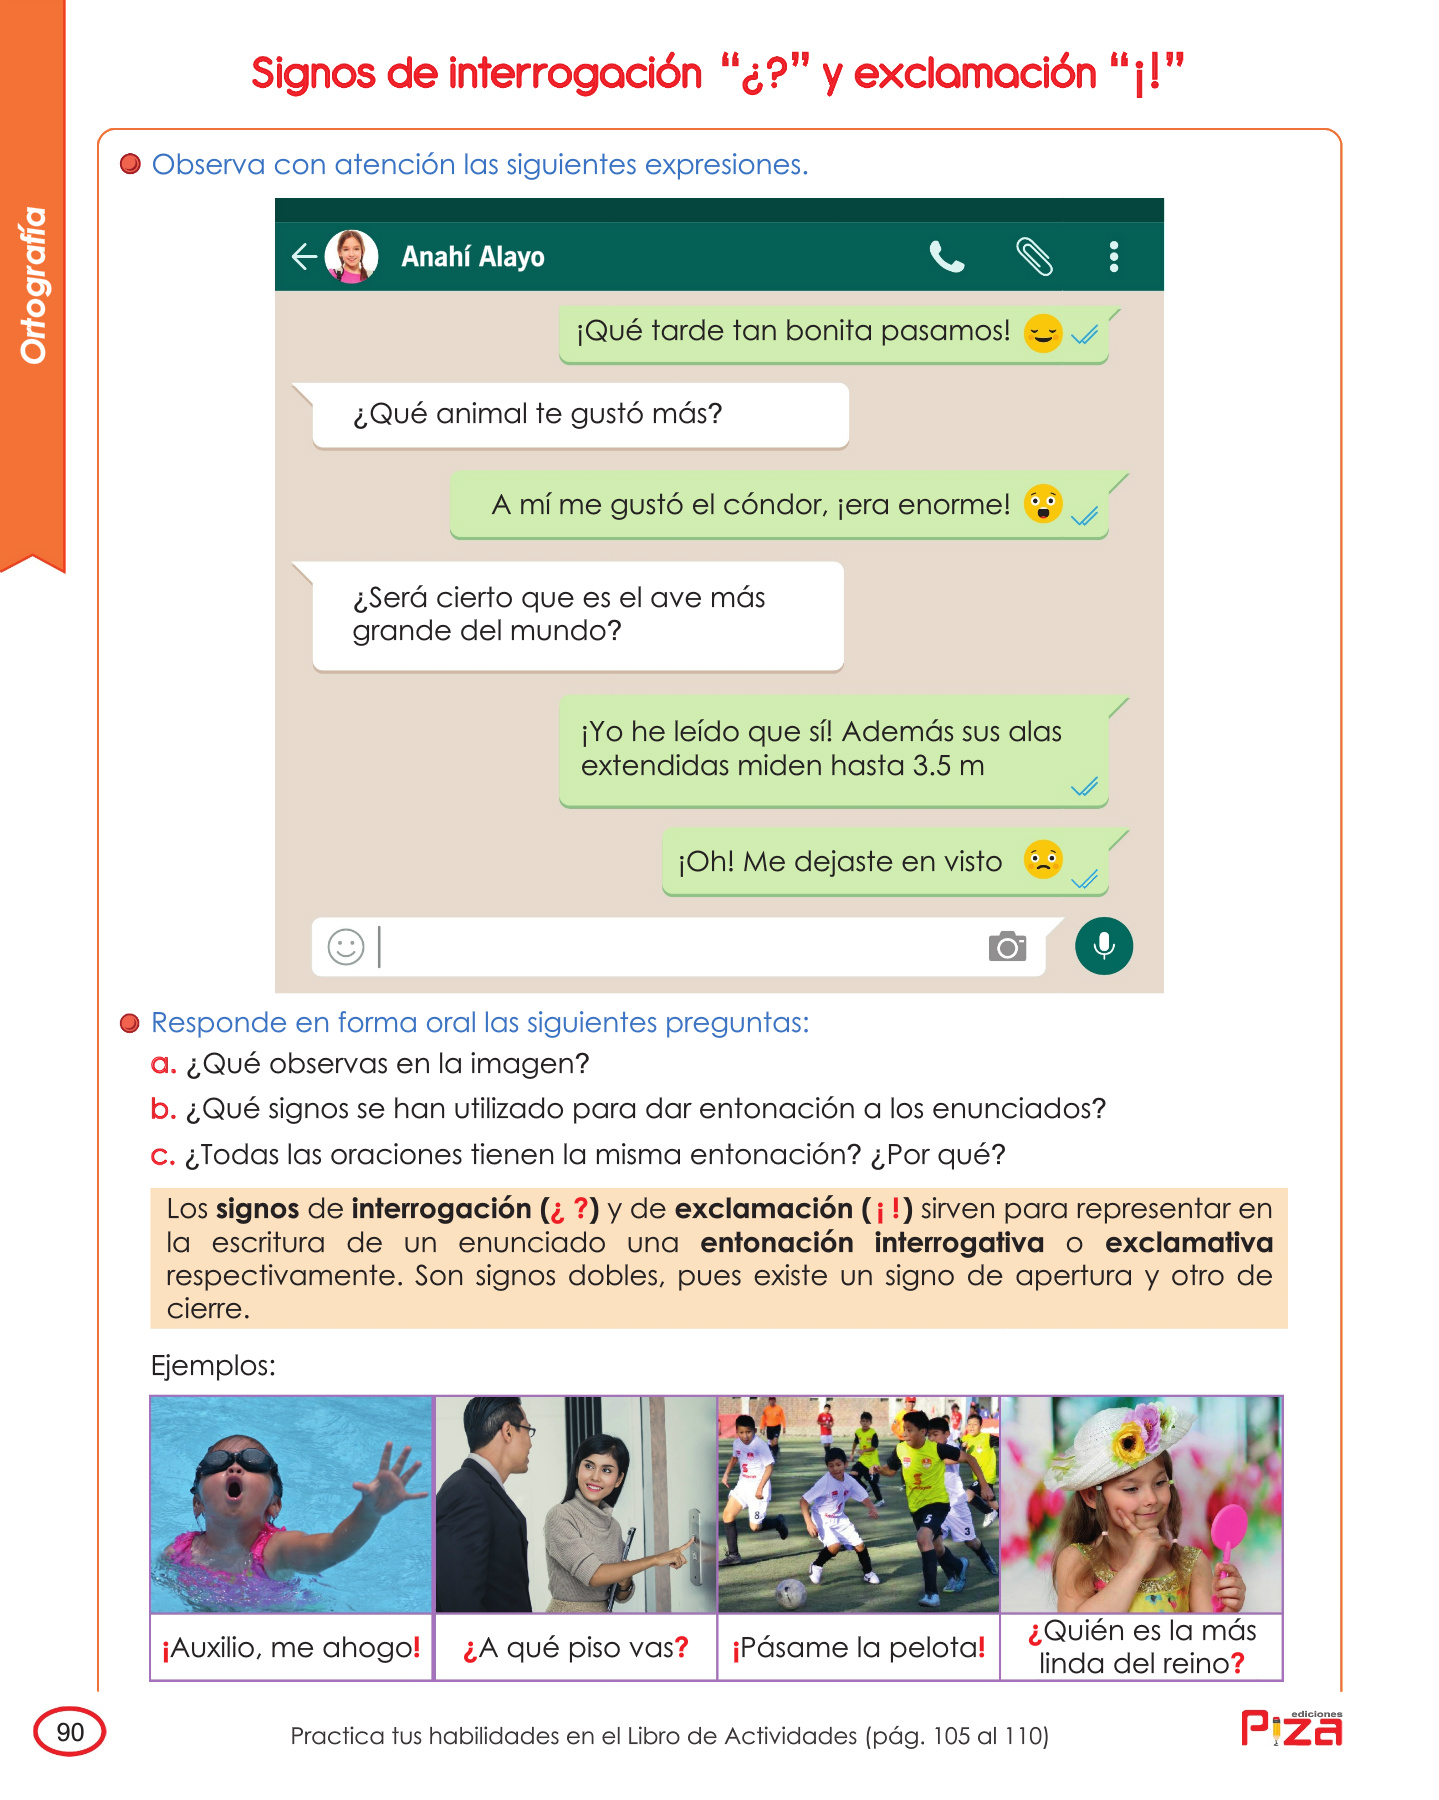 Signos de interrogación “¿?” y exclamación “¡!”
Ortografía
Observa con atención las siguientes expresiones.
Anahí Alayo
¡Qué tarde tan bonita pasamos!
¿Qué animal te gustó más?
A mí me gustó el cóndor, ¡era enorme!
¿Será cierto que es el ave más
grande del mundo?
¡Yo he leído que sí! Además sus alas
extendidas miden hasta 3.5 m
¡Oh! Me dejaste en visto
Responde en forma oral las siguientes preguntas:
a. ¿Qué observas en la imagen?
b. ¿Qué signos se han utilizado para dar entonación a los enunciados?
c. ¿Todas las oraciones tienen la misma entonación? ¿Por qué?
Los signos de interrogación (¿ ?) y de exclamación (¡ !) sirven para representar en
la escritura de un enunciado una entonación interrogativa o exclamativa
respectivamente. Son signos dobles, pues existe un signo de apertura y otro de
cierre.
Ejemplos:
8
5
3
¡Auxilio, me ahogo!
¿A qué piso vas?
¡Pásame la pelota!
¿Quién es la más
linda del reino?
90
Practica tus habilidades en el Libro de Actividades (pág. 105 al 110)
ediciones
Piza